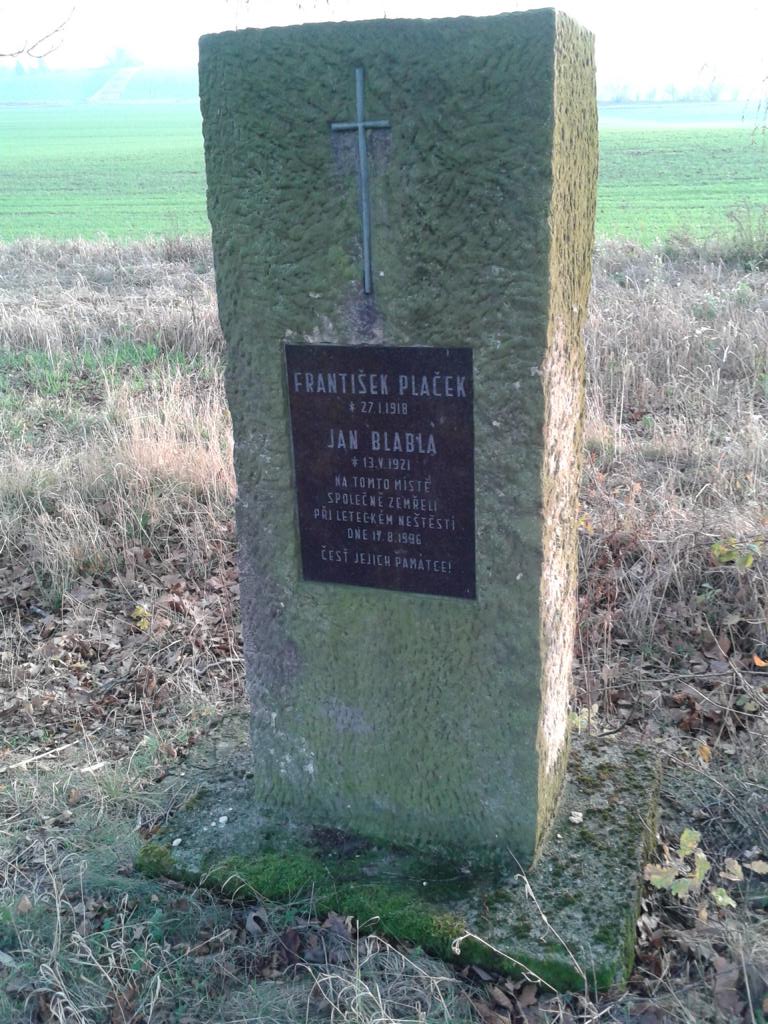 FRANTIŠEK PLAČEK
* 27.I.1918
JAN BLABLA
* 13.V.1921
NA TOMTO MÍSTĚ
SPOLEČNĚ ZEMŘELI
PŘI LETECKÉM NEŠTĚSTÍ
DNE 17.8.1996
ČEST JEJICH PAMÁTCE!